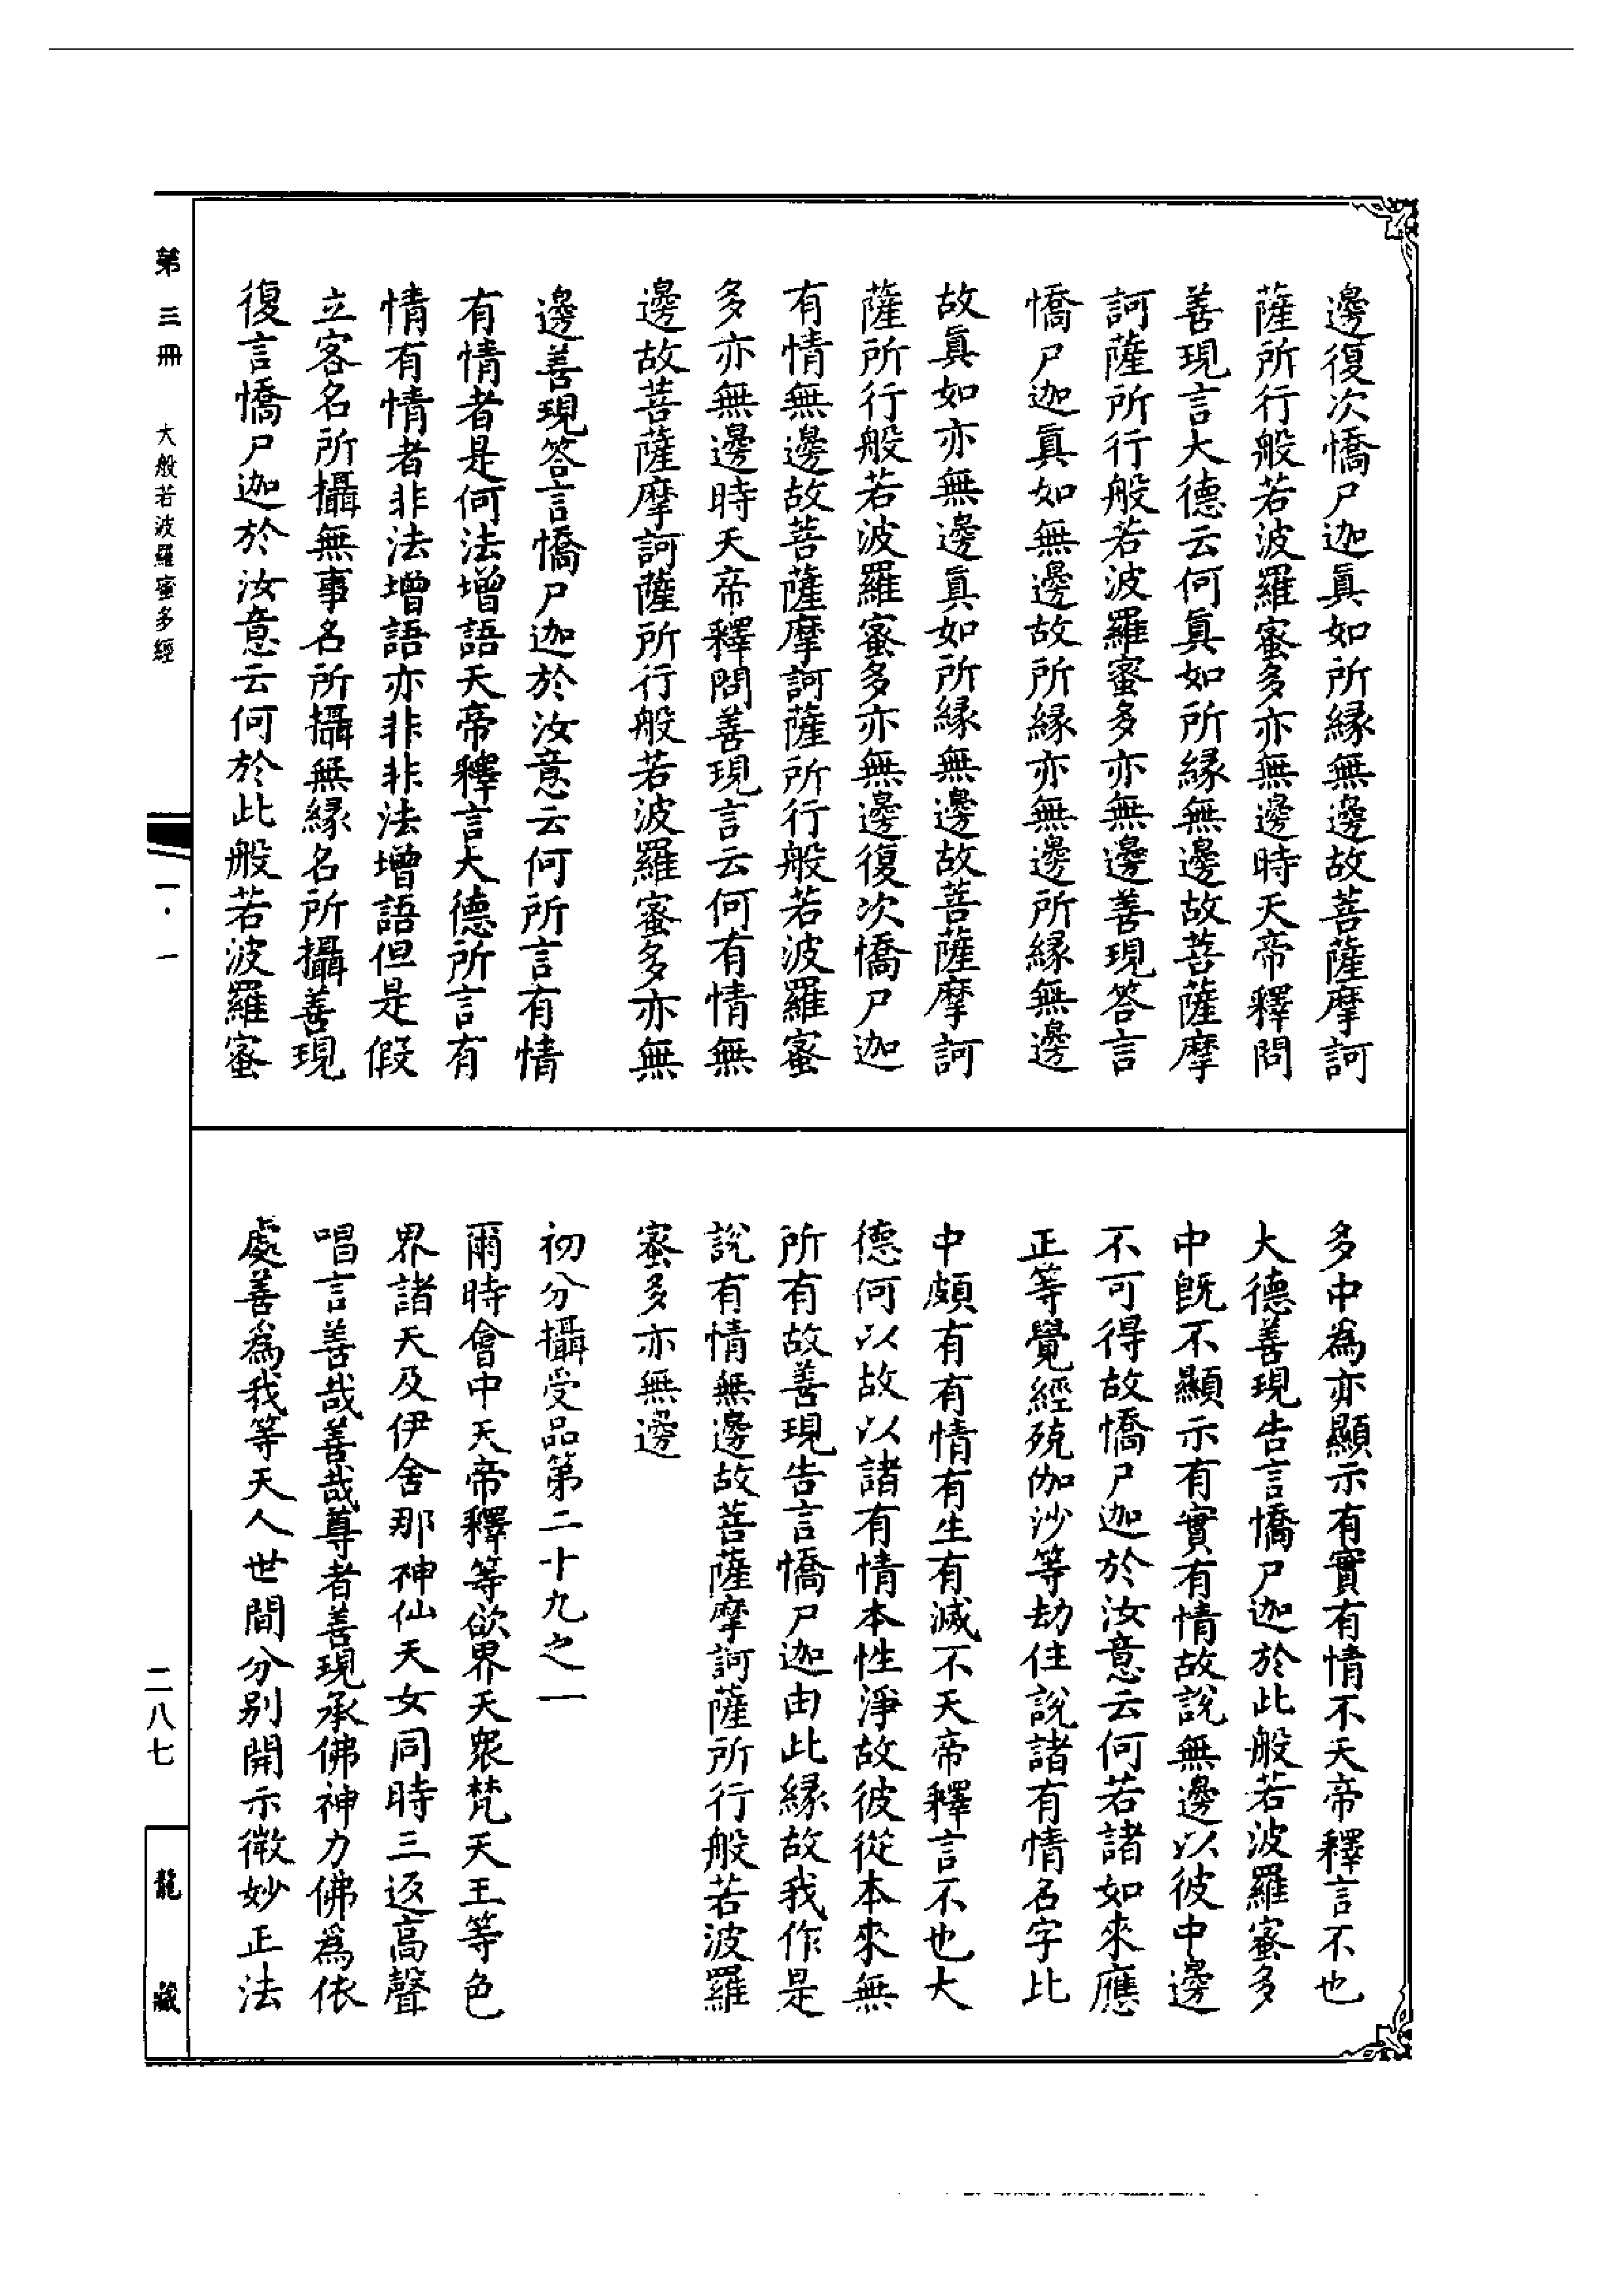 邊復次憍尸迦真如所緣無邊故菩薩摩訶
薩所行般若波羅蜜多亦無邊時天帝釋問
善現言大德云何真如所緣無邊故菩薩摩
訶薩所行般若波羅蜜多亦無邊善現答言
憍尸迦真如無邊故所緣亦無邊所緣無邊
故真如亦無邊真如所緣無邊故菩薩摩訶
薩所行般若波羅蜜多亦無邊復次憍尸迦
有情無邊故菩薩摩訶薩所行般若波羅蜜
多亦無邊時天帝釋問善現言云何有情無
邊故菩薩摩訶薩所行般若波羅蜜多亦無
邊善現答言憍尸迦於汝意云何所言有情
有情者是何法增語天帝釋言大德所言有
情有情者非法增語亦非非法增語但是假
立客名所攝無事名所攝無緣名所攝善現
復言憍尸迦於汝意云何於此般若波羅蜜
多中為亦顯示有實有情不天帝釋言不也
大德善現告言憍尸迦於此般若波羅蜜多
中既不顯示有實有情故說無邊以彼中邊
不可得故憍尸迦於汝意云何若諸如來應
正等覺經殑伽沙等劫住說諸有情名字比
中頗有有情有生有滅不天帝釋言不也大
德何以故以諸有情本性淨故彼從本來無
所有故善現告言憍尸迦由此緣故我作是
說有情無邊故菩薩摩訶薩所行般若波羅
蜜多亦無邊
初分攝受品第二十九之一
爾時會中天帝釋等欲界天眾梵天王等色
界諸天及伊舍那神仙天女同時三返高聲
唱言善哉善哉尊者善現承佛神力佛為依
處善為我等天人世間分別開示微妙正法
第三冊
大般若波羅蜜多經
一·一
二八七
龍藏